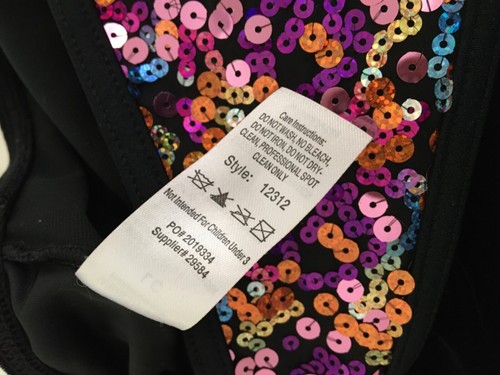 Care Instructions:
DO NOT WASH, NO BLEACH,
DO NOT IRON, DO NOT DRY-
CLEAN, PROFESSIONAL SPOT
CLEAN ONLY
Style: 12312
Not Intended For Children Under 3
PO# 2019334
Supplier# 29584